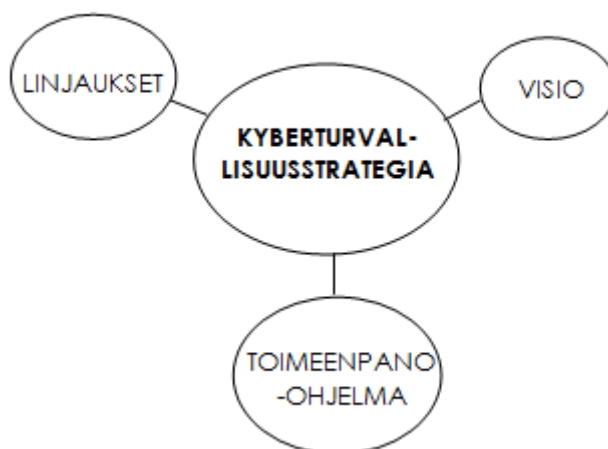 LINJAUKSET
VISIO
KYBERTURVAL-
LISUUSSTRATEGIA
TOIMEENPANO
-OHJELMA